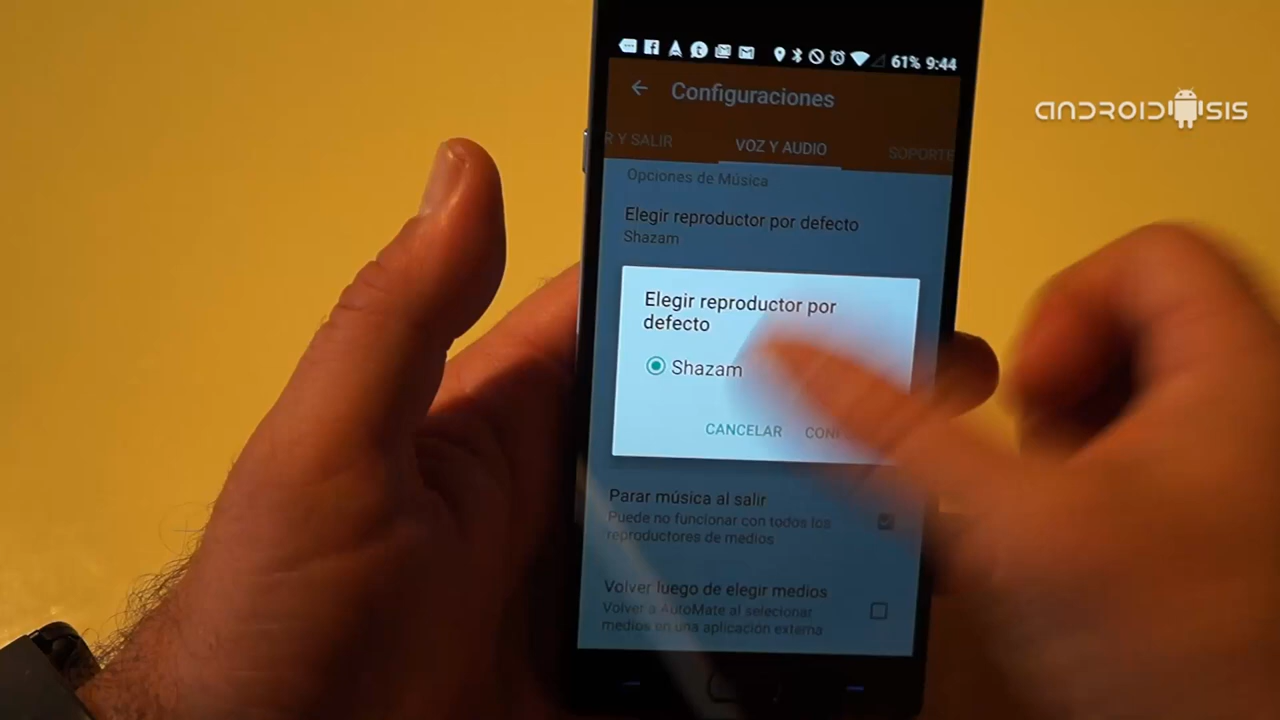 61% 9:44
Configuraciones
ANDROIDSIS
R Y SALIR VOZ Y AUDIO SOPORTE
Opciones de Música
Elegir reproductor por defecto
Shazam
Elegir reproductor por
defecto
Shazam
CANCELAR
Parar música al salir
Puede no funcionar con todos los
reproductores de medios
Volver luego de elegir medios
Volver a AutoMate al seleccionar
medios en una aplicación externa